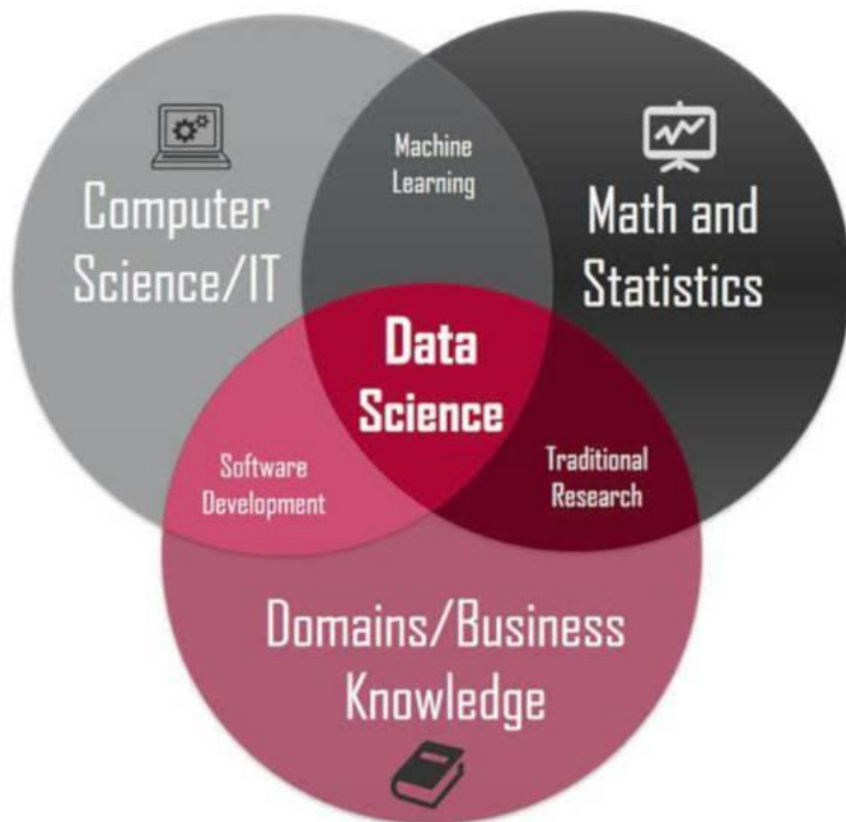 Machine
Learning
Computer
Science/IT
Math and
Statistics
Data
Science
Software
Development
Traditional
Research
Domains/Business
Knowledge